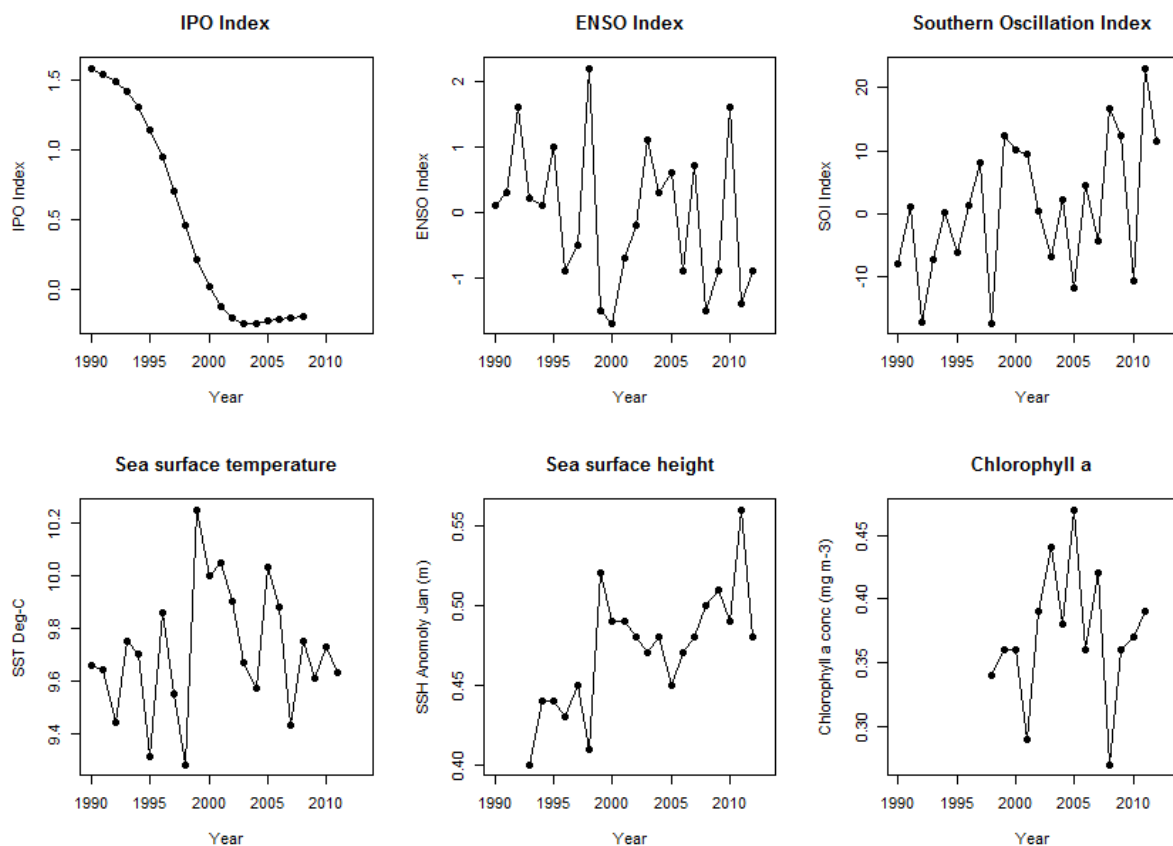 IPO Index
ENSO Index
Southern Oscillation Index
IPO Index
1.5
1.0
0.5
0.0
1990 1995 2000 2005 2010
Year
ENSO Index
2
1
0
-1
1990 1995 2000 2005 2010
Year
SOI Index
20
10
0
-10
1990 1995 2000 2005 2010
Year
Sea surface temperature
Sea surface height
Chlorophyll a
SST Deg-C
10.2
10.0
9.8
9.6
9.4
1990 1995 2000 2005 2010
Year
SSH Anomoly Jan (m)
0.55
0.50
0.45
0.40
1990 1995 2000 2005 2010
Year
Chlorophyll a conc (mg m-3)
0.45
0.40
0.35
0.30
1990 1995 2000 2005 2010
Year